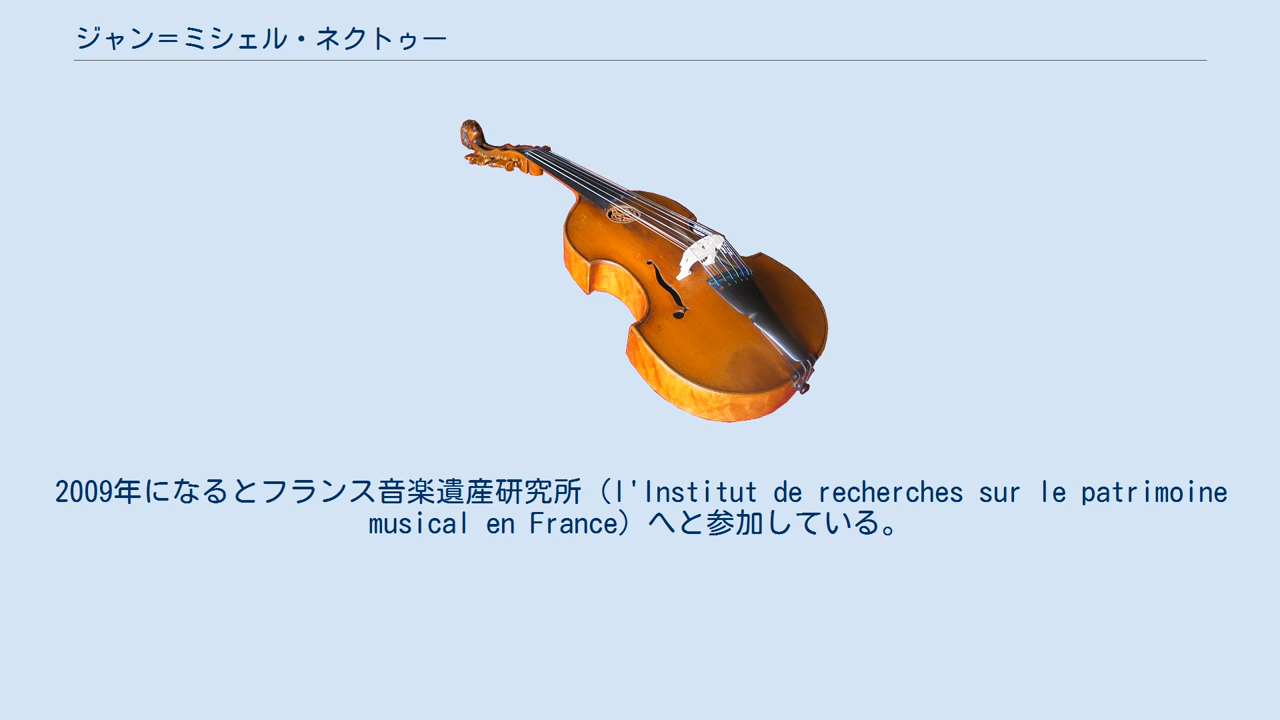 ジャン＝ミシェル・ネクトゥー
2009年になるとフランス音楽遺産研究所（l'Institut de recherches sur le patrimoine
musical en France）へと参加している。